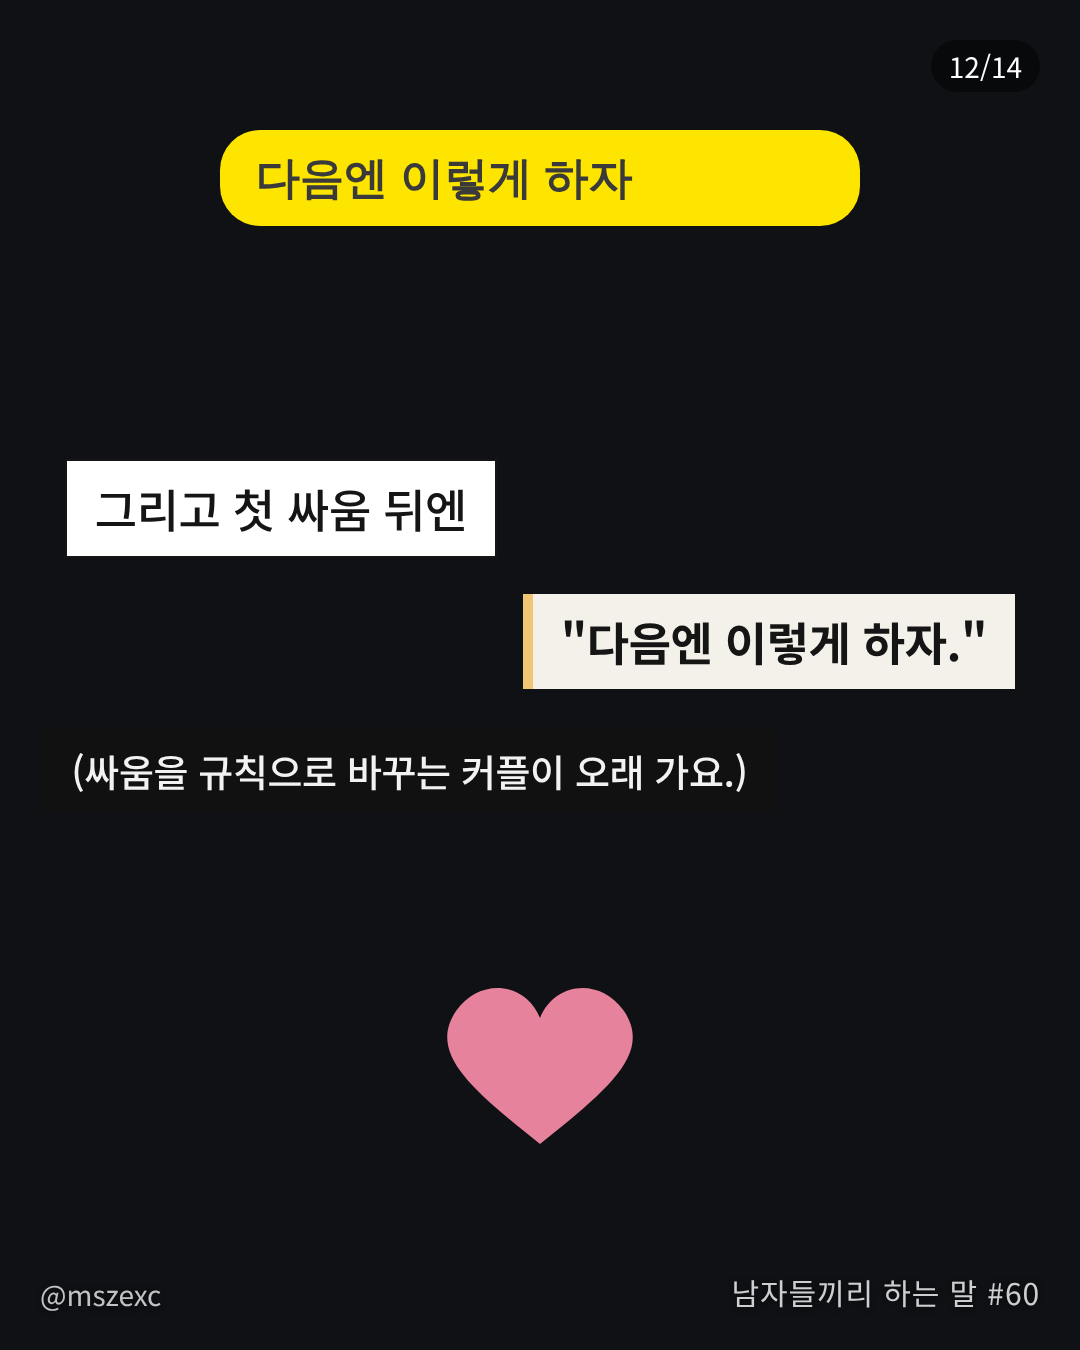 12/14
다음엔 이렇게 하자
그리고 첫 싸움 뒤엔
"다음엔 이렇게 하자."
(싸움을 규칙으로 바꾸는 커플이 오래 가요.)
@mszexc
남자들끼리 하는 말 #60